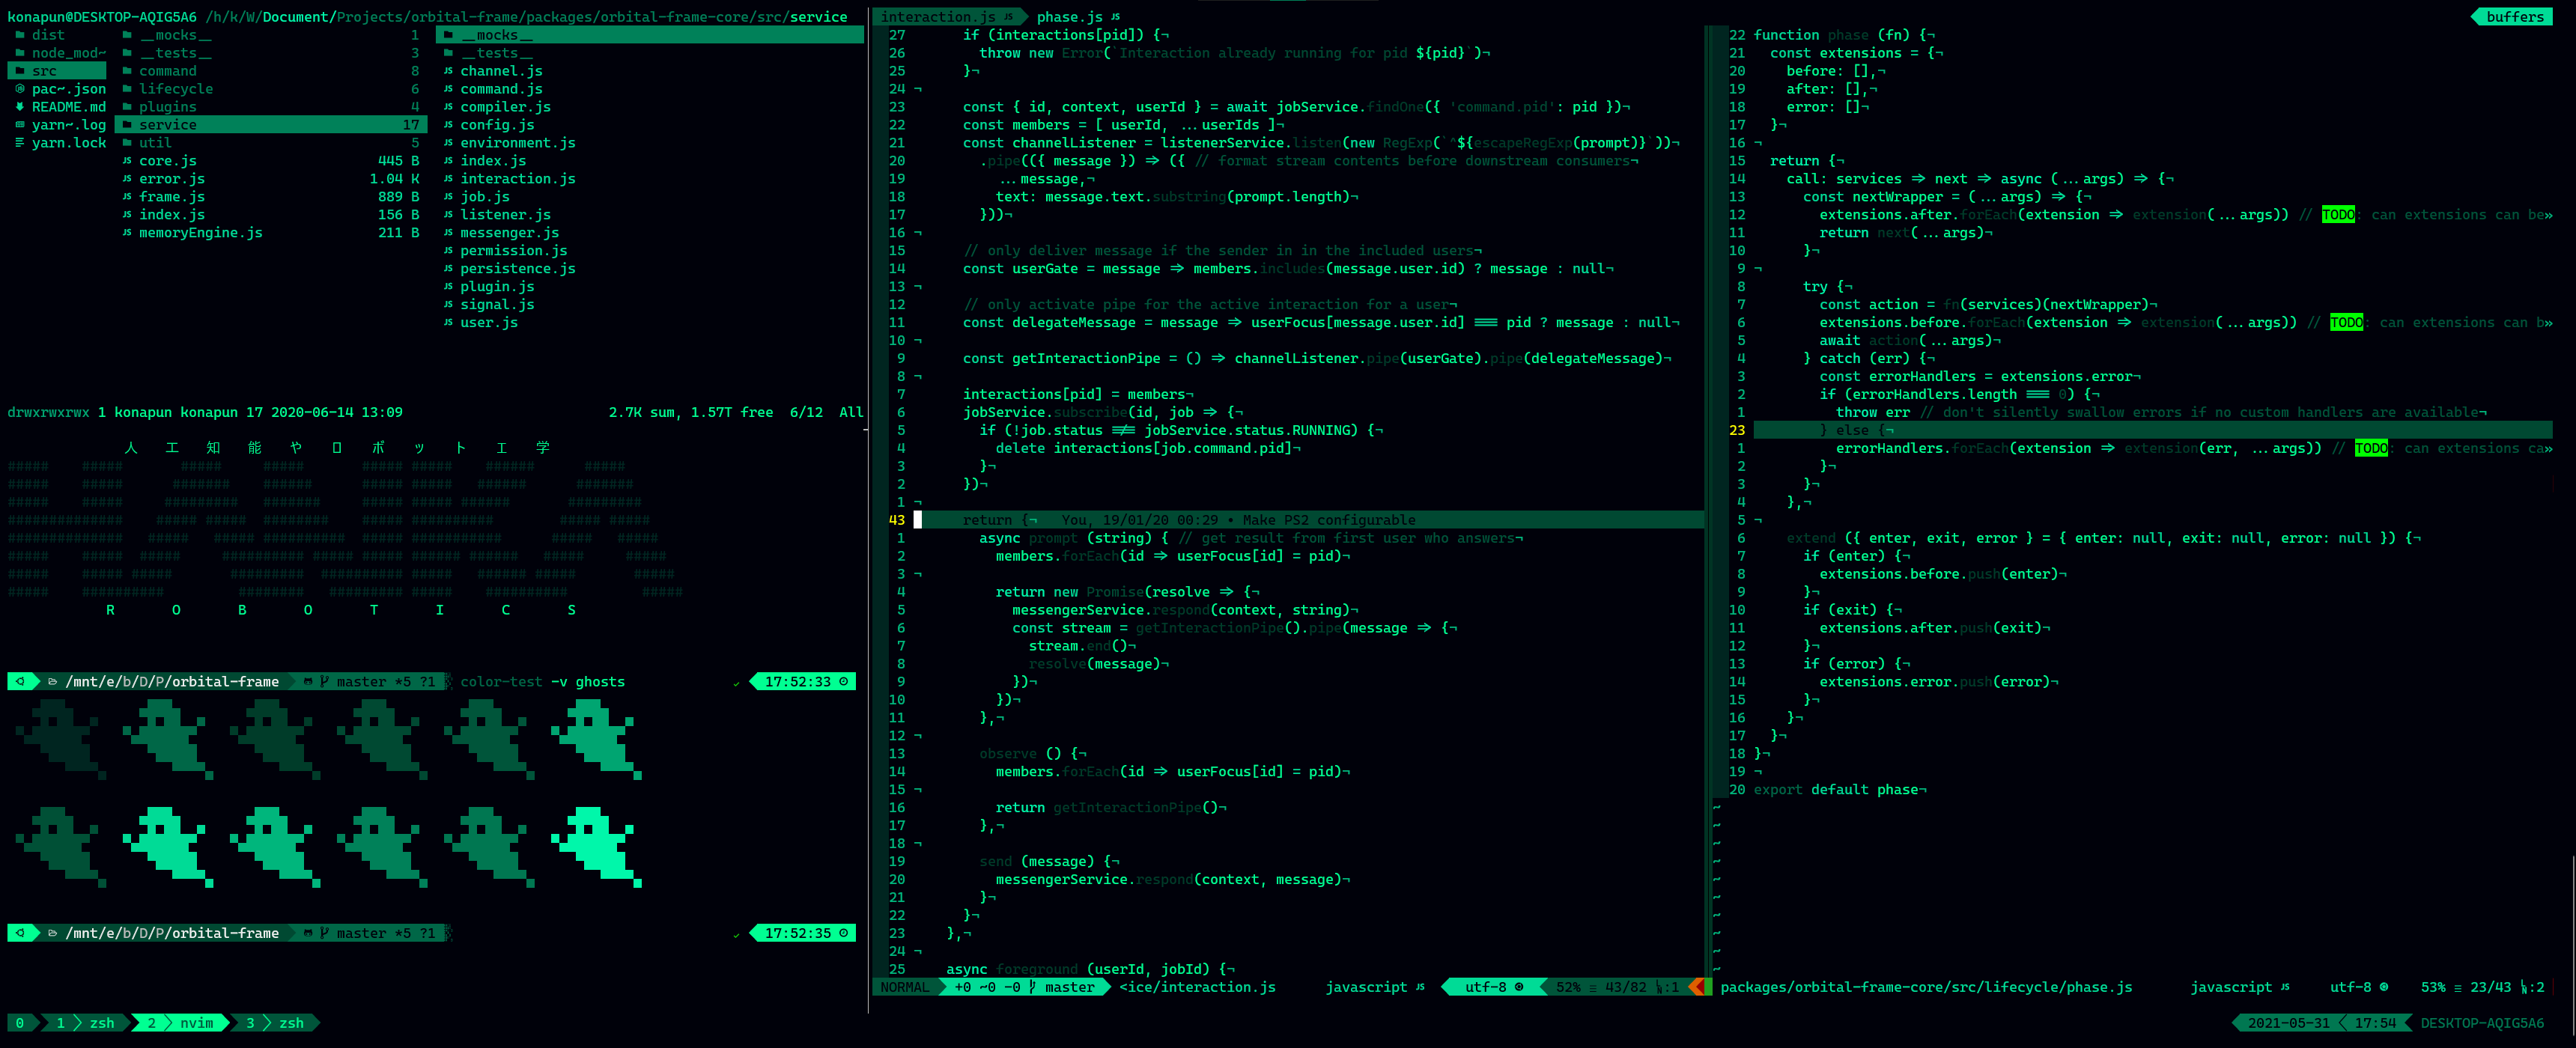 konapun@DESKTOP-AQIG5A6 /h/k/W/Document/Projects/orbital-frame/packages/orbital-frame-core/src/service
dist
node_mod~
src
pac~.json
README.md
yarn~.log
yarn.lock
__mocks__ 1
__tests__ 3
command 8
lifecycle 6
plugins 4
service 17
util 5
core.js 445 B
error.js 1.04 K
frame.js 889 B
index.js 156 B
memoryEngine.js 211 B
__mocks__
__tests__
channel.js
command.js
compiler.js
config.js
environment.js
index.js
interaction.js
job.js
listener.js
messenger.js
permission.js
persistence.js
plugin.js
signal.js
user.js
drwxrwxrwx 1 konapun konapun 17 2020-06-14 13:09 2.7K sum, 1.57T free 6/12 All
人 工 知 能 や ロ ボ ッ ト 工 学
##### ##### ##### ##### ##### ##### ###### #####
##### ##### ####### ###### ##### ##### ###### #######
##### ##### ######### ####### ##### ##### ###### #########
############## ##### ##### ######## ########### ##### #####
############## ##### ##### ##### ########## ##### #####
##### ##### ##### ########## ##### ##### ###### ##### #####
##### ##### ##### ######### ########## ##### ###### ##### #####
##### ########## ######## ######### ##### ########## #####
R O B O T I C S
/mnt/e/b/D/P/orbital-frame master *5 ?1 color-test -v ghosts ✓ 17:52:33
/mnt/e/b/D/P/orbital-frame master *5 ?1 ✓ 17:52:35
0 1 zsh 2 nvim 3 zsh
interaction.js JS phase.js JS buffers
27 if (interactions[pid]) {¬
26 throw new Error(`Interaction already running for pid ${pid}`)¬
25 }¬
24 ¬
23 const { id, context, userId } = await jobService.findOne({ 'command.pid': pid })¬
22 const members = [ userId, ...userIds ]¬
21 const channelListener = listenerService.listen(new RegExp(`^${escapeRegExp(prompt)}`))¬
20 .pipe(({ message }) => ({ // format stream contents before downstream consumers¬
19 ...message,¬
18 text: message.text.substring(prompt.length)¬
17 }))¬
16 ¬
15 // only deliver message if the sender in in the included users¬
14 const userGate = message => members.includes(message.user.id) ? message : null¬
13 ¬
12 // only activate pipe for the active interaction for a user¬
11 const delegateMessage = message => userFocus[message.user.id] === pid ? message : null¬
10 ¬
9 const getInteractionPipe = () => channelListener.pipe(userGate).pipe(delegateMessage)¬
8 ¬
7 interactions[pid] = members¬
6 jobService.subscribe(id, job => {¬
5 if (!job.status !== jobService.status.RUNNING) {¬
4 delete interactions[job.command.pid]¬
3 }¬
2 })¬
1 ¬
43 return {¬ You, 19/01/20 00:29 • Make PS2 configurable
1 async prompt (string) { // get result from first user who answers¬
2 members.forEach(id => userFocus[id] = pid)¬
3 ¬
4 return new Promise(resolve => {¬
5 messengerService.respond(context, string)¬
6 const stream = getInteractionPipe().pipe(message => {¬
7 stream.end()¬
8 resolve(message)¬
9 })¬
10 })¬
11 },¬
12 ¬
13 observe () {¬
14 members.forEach(id => userFocus[id] = pid)¬
15 ¬
16 return getInteractionPipe()¬
17 },¬
18 ¬
19 send (message) {¬
20 messengerService.respond(context, message)¬
21 }¬
22 }¬
23 },¬
24 ¬
25 async foreground (userId, jobId) {¬
NORMAL +0 ~0 -0 master <ice/interaction.js javascript JS utf-8 52% ≡ 43/82 :1
22 function phase (fn) {¬
21 const extensions = {¬
20 before: [],¬
19 after: [],¬
18 error: []¬
17 }¬
16 ¬
15 return {¬
14 call: services => next => async (...args) => {¬
13 const nextWrapper = (...args) => {¬
12 extensions.after.forEach(extension => extension(...args)) // TODO: can extensions can be»
11 return next(...args)¬
10 }¬
9 ¬
8 try {¬
7 const action = fn(services)(nextWrapper)¬
6 extensions.before.forEach(extension => extension(...args)) // TODO: can extensions can b»
5 await action(...args)¬
4 } catch (err) {¬
3 const errorHandlers = extensions.error¬
2 if (errorHandlers.length === 0) {¬
1 throw err // don't silently swallow errors if no custom handlers are available¬
23 } else {¬
1 errorHandlers.forEach(extension => extension(err, ...args)) // TODO: can extensions ca»
2 }¬
3 }¬
4 },¬
5 ¬
6 extend ({ enter, exit, error } = { enter: null, exit: null, error: null }) {¬
7 if (enter) {¬
8 extensions.before.push(enter)¬
9 }¬
10 if (exit) {¬
11 extensions.after.push(exit)¬
12 }¬
13 if (error) {¬
14 extensions.error.push(error)¬
15 }¬
16 }¬
17 }¬
18 }¬
19 ¬
20 export default phase¬
packages/orbital-frame-core/src/lifecycle/phase.js javascript JS utf-8 53% ≡ 23/43 :2
2021-05-31 17:54 DESKTOP-AQIG5A6